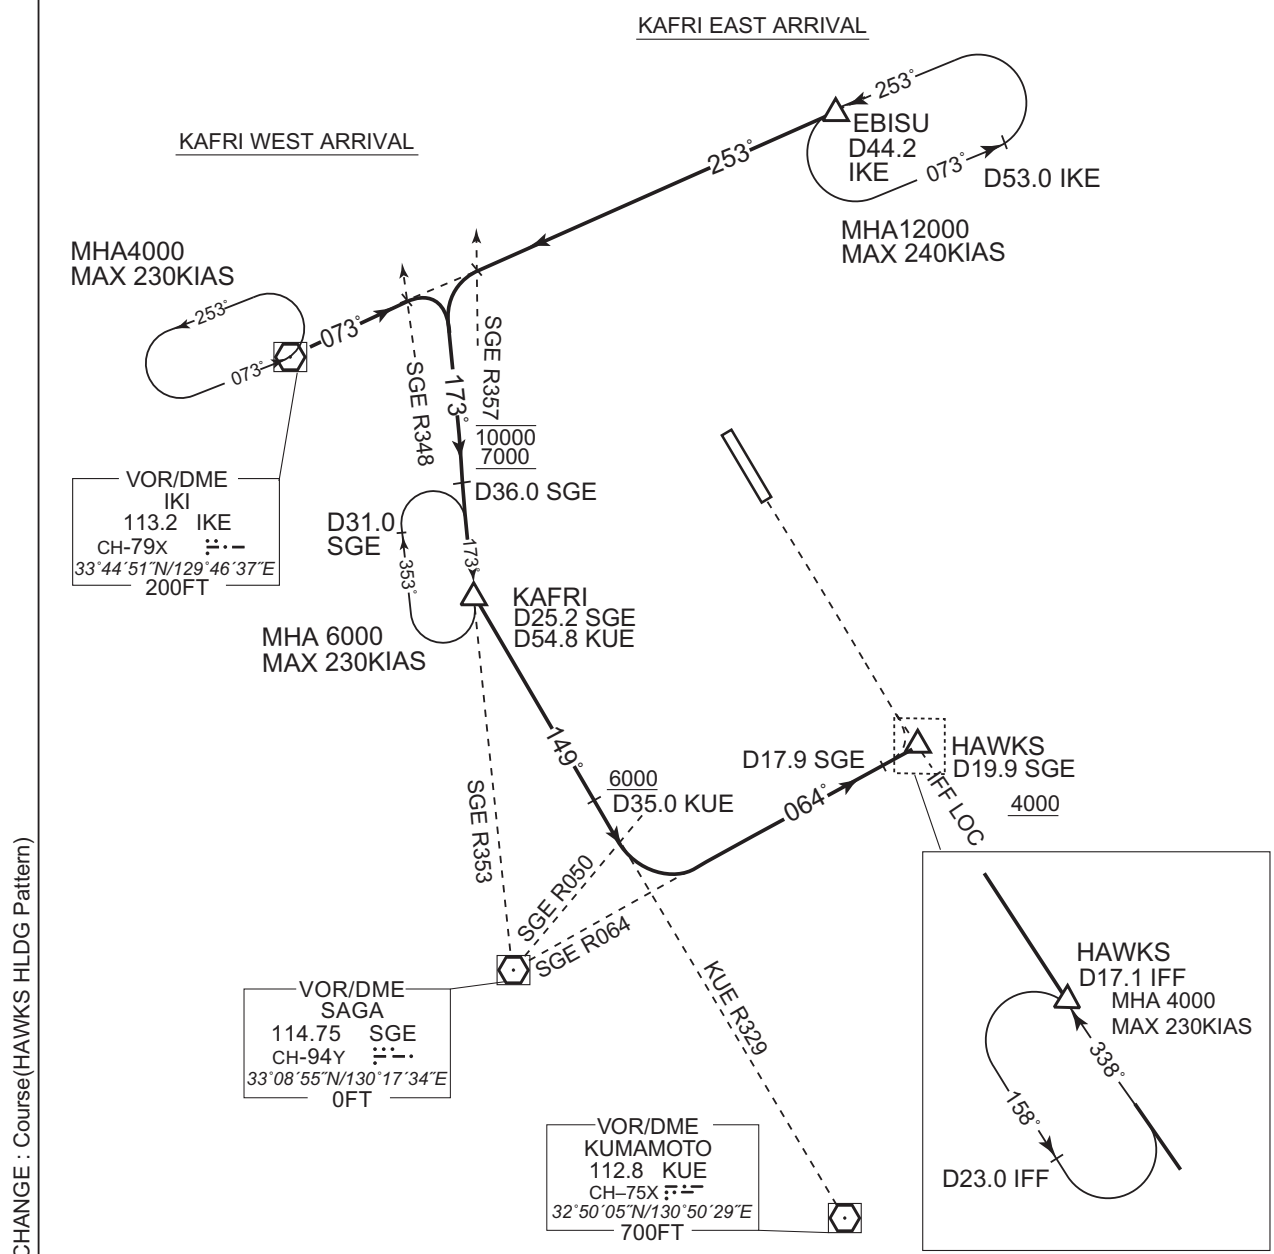 KAFRI EAST ARRIVAL
KAFRI WEST ARRIVAL
253°
EBISU
D44.2
IKE
073°
D53.0 IKE
253°
MHA12000
MAX 240KIAS
MHA4000
MAX 230KIAS
253°
073°
073°
SGE R357
SGE R348
173°
10000
7000
D36.0 SGE
VOR/DME
IKI
113.2 IKE
CH-79X
33°44′51″N/129°46′37″E
200FT
D31.0
SGE
353°
173°
KAFRI
D25.2 SGE
D54.8 KUE
MHA 6000
MAX 230KIAS
149°
6000
D35.0 KUE
D17.9 SGE
HAWKS
D19.9 SGE
4000
IFF LOC
064°
SGE R353
SGE R050
SGE R064
KUE R329
VOR/DME
SAGA
114.75 SGE
CH-94Y
33°08′55″N/130°17′34″E
0FT
VOR/DME
KUMAMOTO
112.8 KUE
CH–75X
32°50′05″N/130°50′29″E
700FT
HAWKS
D17.1 IFF
MHA 4000
MAX 230KIAS
338°
158°
D23.0 IFF
CHANGE : Course(HAWKS HLDG Pattern)